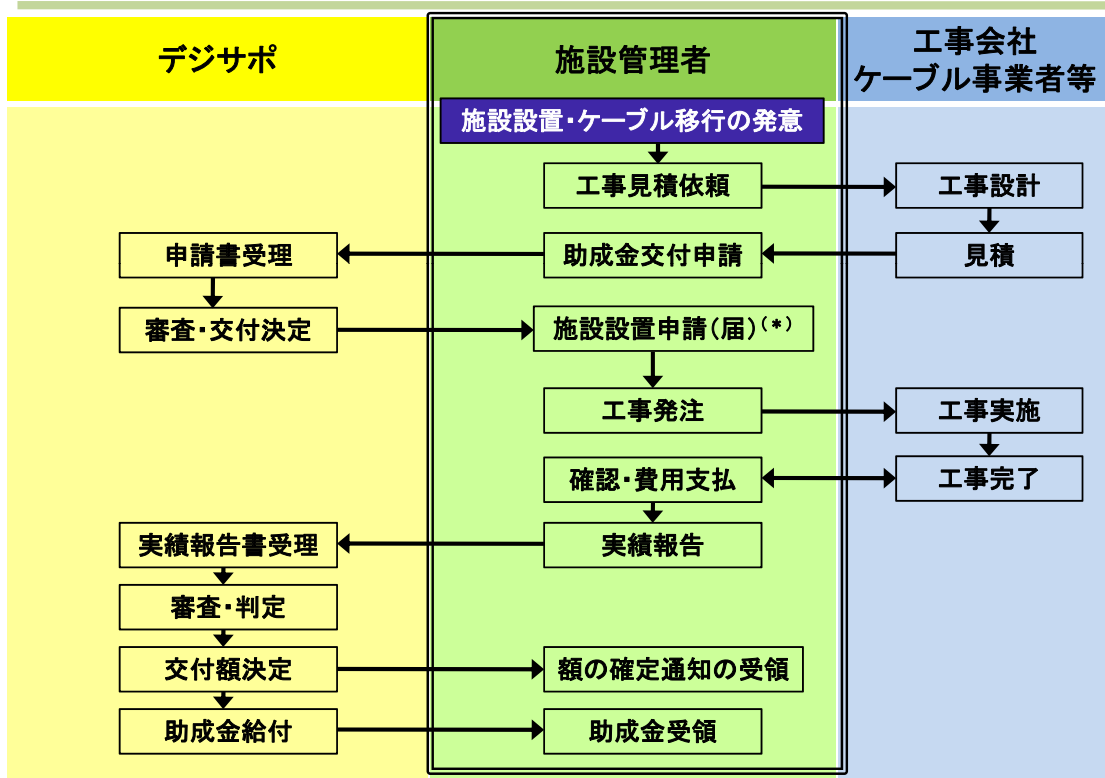 デジサポ
施設管理者
工事会社
ケーブル事業者等
施設設置・ケーブル移行の発意
工事見積依頼
工事設計
申請書受理
助成金交付申請
見積
審査・交付決定
施設設置申請(届)(*)
工事発注
工事実施
確認・費用支払
工事完了
実績報告書受理
実績報告
審査・判定
交付額決定
額の確定通知の受領
助成金給付
助成金受領